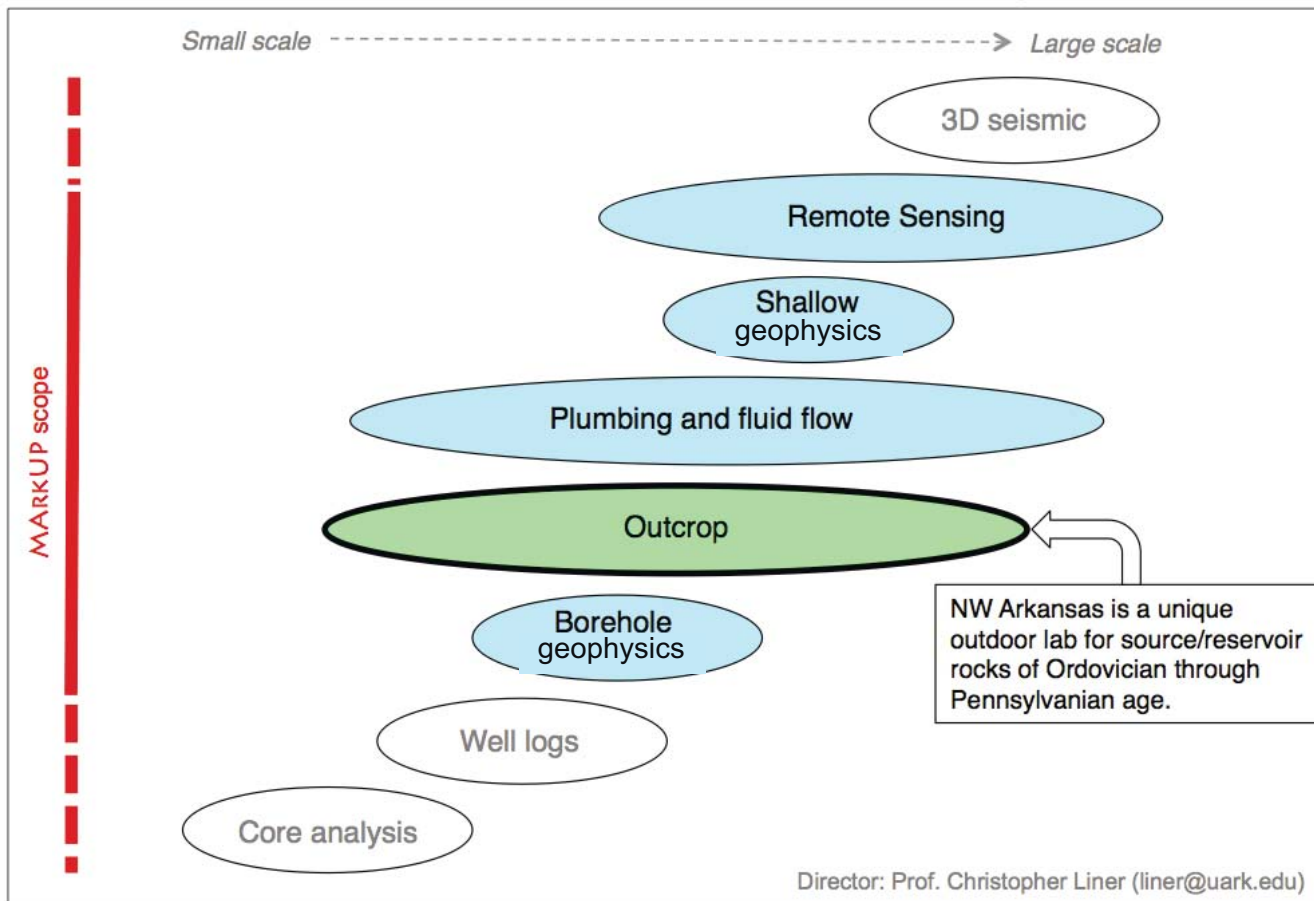 Small scale
Large scale
3D seismic
Remote Sensing
Shallow
geophysics
Plumbing and fluid flow
MARKUP scope
Outcrop
NW Arkansas is a unique
outdoor lab for source/reservoir
rocks of Ordovician through
Pennsylvanian age.
Borehole
geophysics
Well logs
Core analysis
Director: Prof. Christopher Liner (liner@uark.edu)